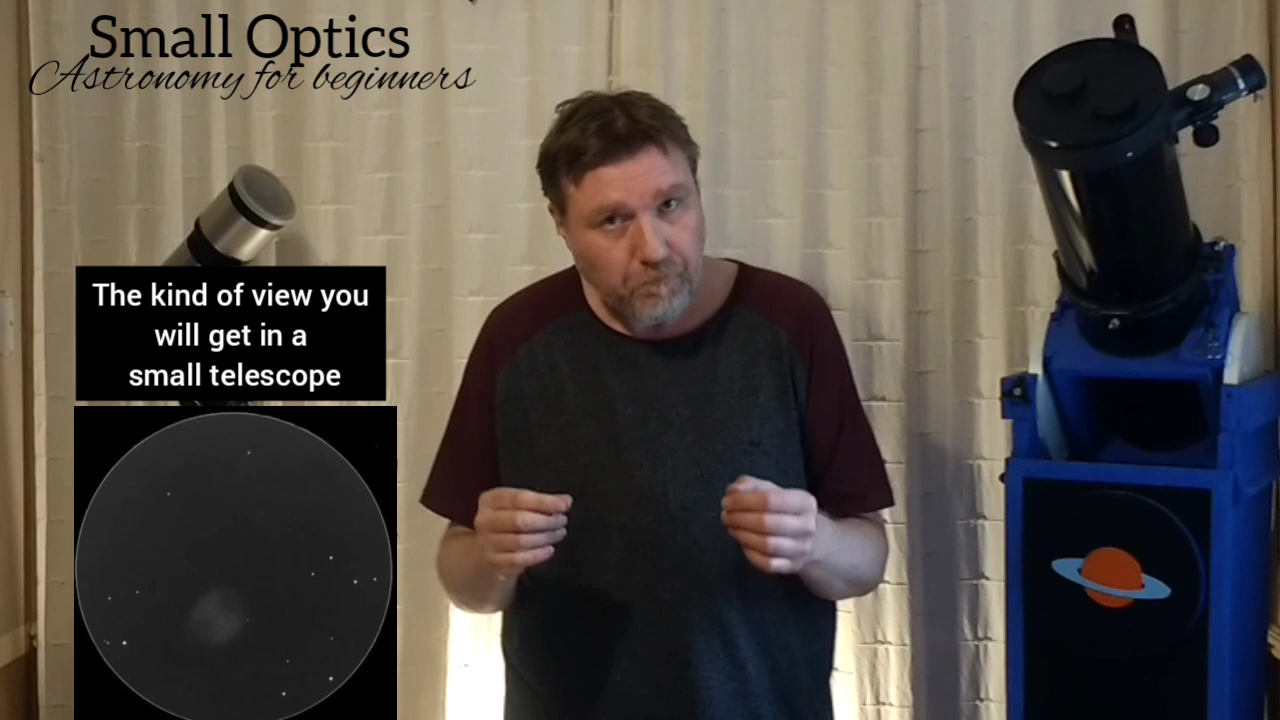 Small Optics
Astronomy for beginners
The kind of view you
will get in a
small telescope